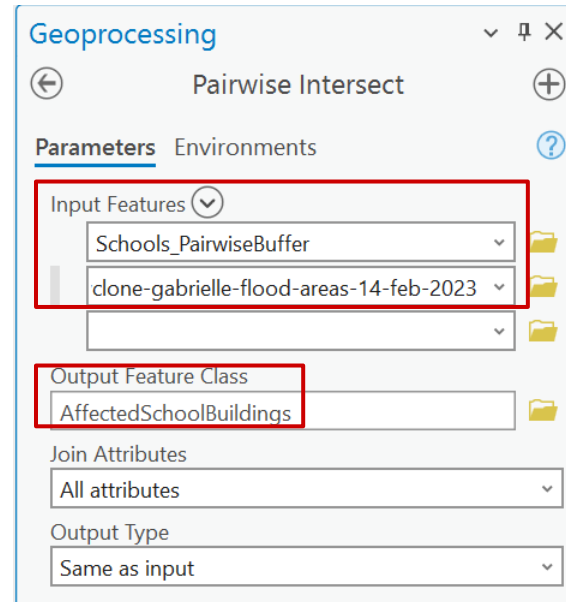 Geoprocessing
Pairwise Intersect
Parameters Environments
Input Features
Schools_PairwiseBuffer
clone-gabrielle-flood-areas-14-feb-2023
Output Feature Class
AffectedSchoolBuildings
Join Attributes
All attributes
Output Type
Same as input